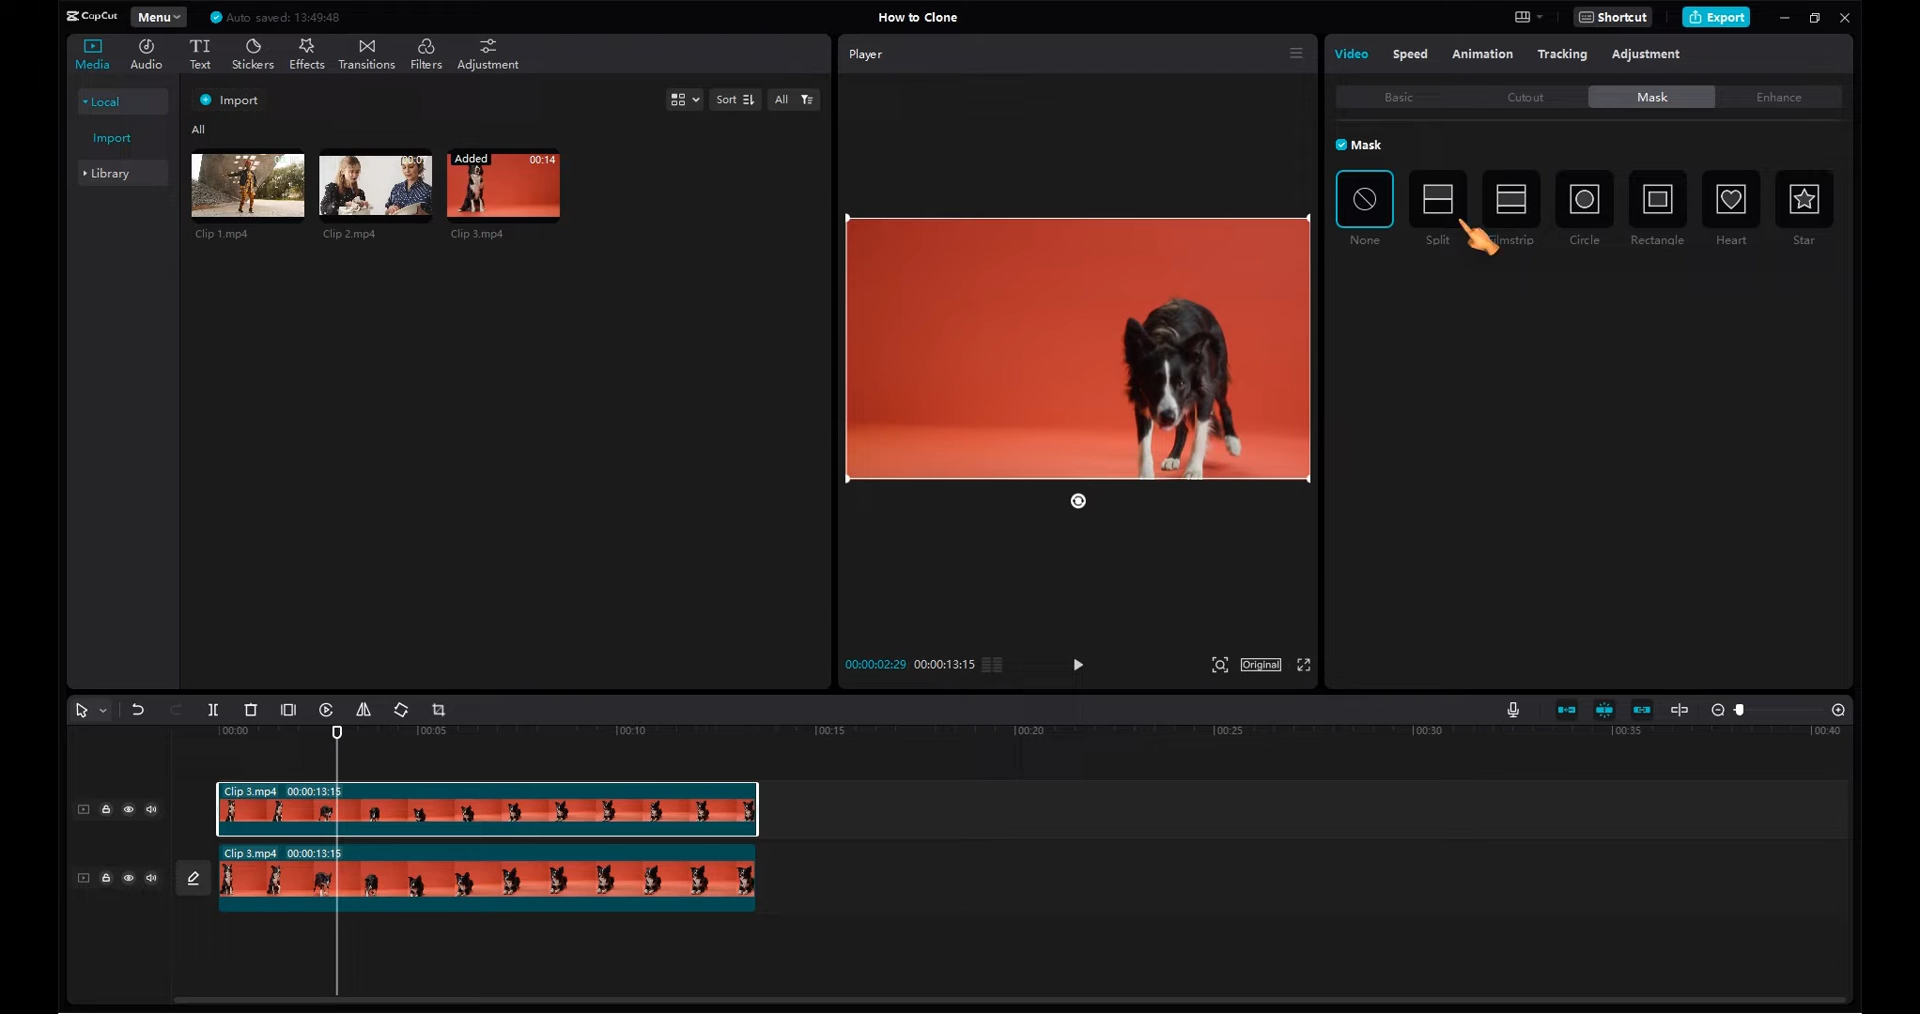 CapCut Menu Auto saved: 13:49:48 How to Clone Shortcut Export
Media Audio Text Stickers Effects Transitions Filters Adjustment
Player
Video Speed Animation Tracking Adjustment
Local
Import
Library
Import Sort All
All
Added 00:14
Clip 1.mp4 Clip 2.mp4 Clip 3.mp4
Basic Cutout Mask Enhance
Mask
None Split Circle Rectangle Heart Star
00:00:02:29 00:00:13:15 Original
00:00 00:05 00:10 00:15 00:20 00:25 00:30 00:35 00:40
Clip 3.mp4 00:00:13:15
Clip 3.mp4 00:00:13:15